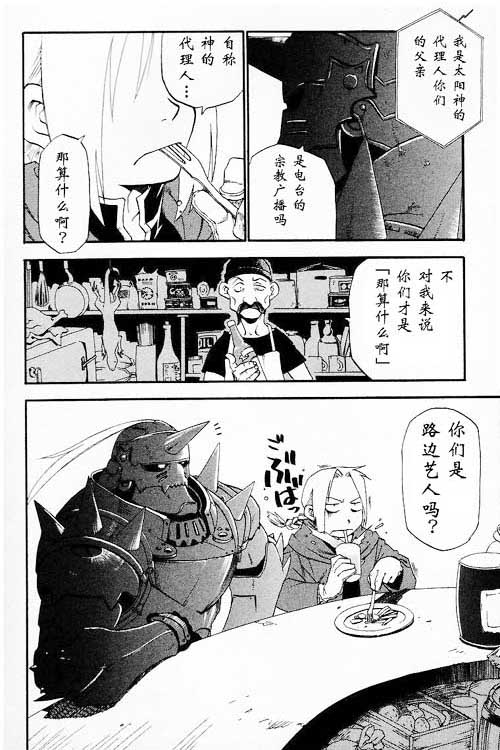 我是太阳神的
代理人你们
的父亲
是电台的
宗教广播吗
自称
神的
代理人…
那算什么啊？
不
对我来说
你们才是
「那算什么啊」
你们是
路边艺人吗？
ごふぁっ